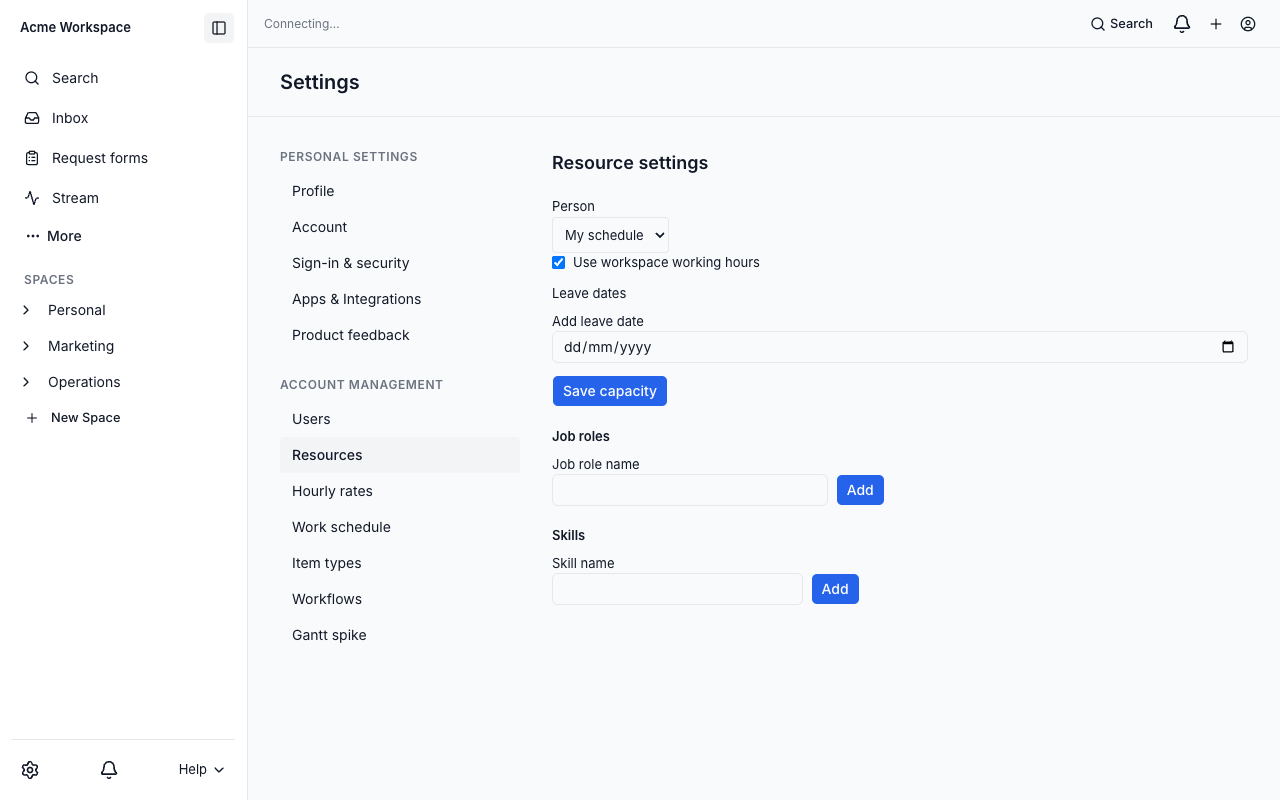 Acme Workspace
Search
Inbox
Request forms
Stream
More
SPACES
Personal
Marketing
Operations
New Space
Help
Connecting...
Search
Settings
PERSONAL SETTINGS
Profile
Account
Sign-in & security
Apps & Integrations
Product feedback
ACCOUNT MANAGEMENT
Users
Resources
Hourly rates
Work schedule
Item types
Workflows
Gantt spike
Resource settings
Person
My schedule
Use workspace working hours
Leave dates
Add leave date
dd/mm/yyyy
Save capacity
Job roles
Job role name
Add
Skills
Skill name
Add